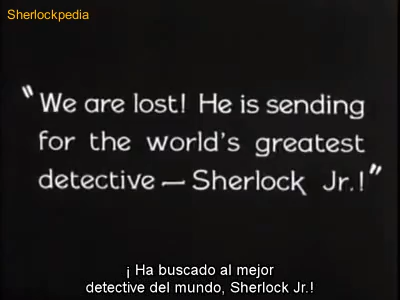 Sherlockpedia
"We are lost! He is sending
for the world's greatest
detective — Sherlock Jr.!"
¡ Ha buscado al mejor
detective del mundo, Sherlock Jr.!